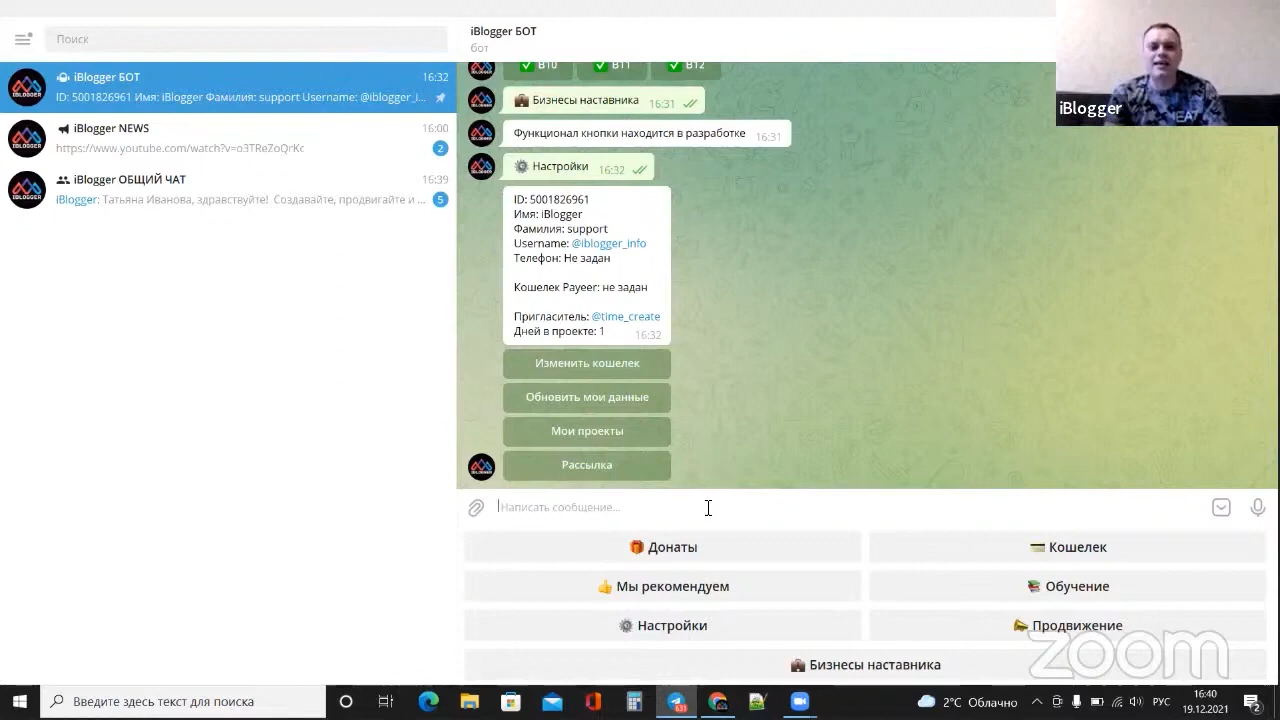 Поиск
iBlogger БОТ
16:32
ID: 5001826961 Имя: iBlogger Фамилия: support Username: @iblogger_i...
iBlogger NEWS
16:00
https://www.youtube.com/watch?v=o3TReZoQrKc
2
iBlogger ОБЩИЙ ЧАТ
16:39
iBlogger: Татьяна Иванова, здравствуйте! Создавайте, продвигайте и ...
5
iBlogger БОТ
бот
B10
B11
B12
Бизнесы наставника 16:31
Функционал кнопки находится в разработке 16:31
Настройки 16:32
ID: 5001826961
Имя: iBlogger
Фамилия: support
Username: @iblogger_info
Телефон: Не задан
Кошелек Payeer: не задан
Пригласитель: @time_create
Дней в проекте: 1
16:32
Изменить кошелек
Обновить мои данные
Мои проекты
Рассылка
Написать сообщение...
Донаты
Кошелек
Мы рекомендуем
Обучение
Настройки
Продвижение
Бизнесы наставника
iBlogger
zoom
Введите здесь текст для поиска
2°C Облачно
РУС
16:40
19.12.2021
2